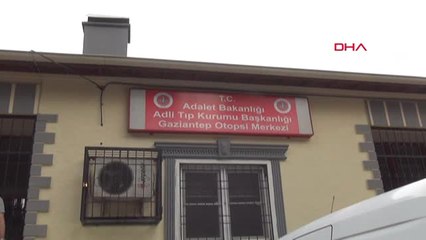 DHA
T.C.
Adalet Bakanlığı
Adli Tıp Kurumu Başkanlığı
Gaziantep Otopsi Merkezi